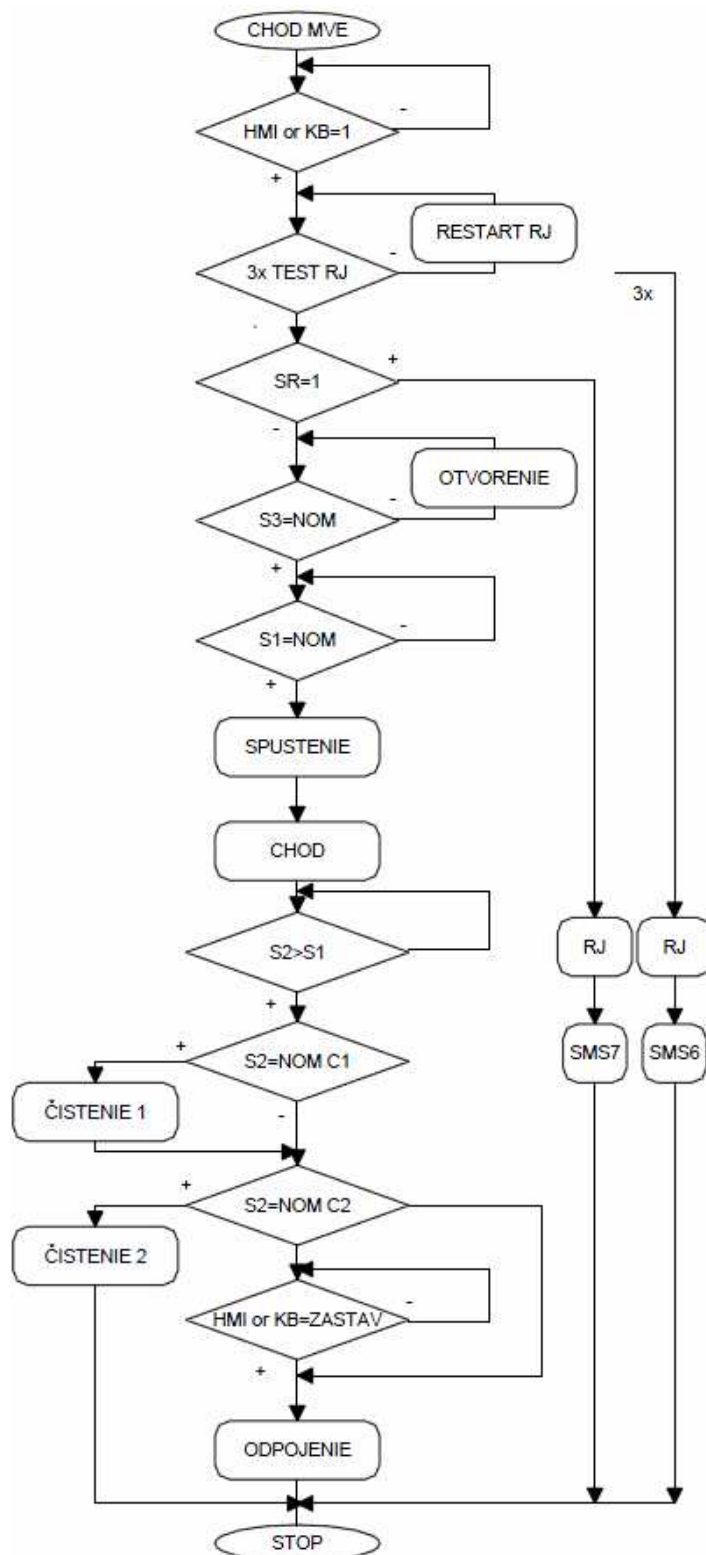 CHOD MVE
-
HMI or KB=1
+
RESTART RJ
-
3x TEST RJ
3x
+
SR=1
-
OTVORENIE
-
S3=NOM
+
-
S1=NOM
+
SPUSTENIE
CHOD
S2>S1
+
+
S2=NOM C1
RJ
RJ
SMS7
SMS6
ČISTENIE 1
-
+
S2=NOM C2
ČISTENIE 2
-
HMI or KB=ZASTAV
+
ODPOJENIE
STOP